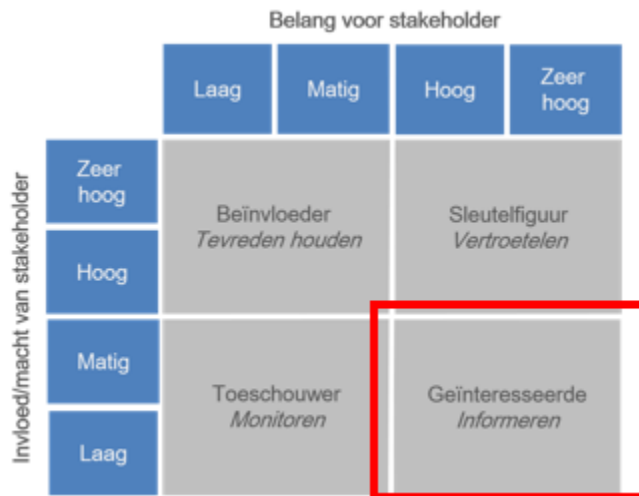 Belang voor stakeholder
Laag
Matig
Hoog
Zeer
hoog
Invloed/macht van stakeholder
Zeer
hoog
Hoog
Matig
Laag
Beïnvloeder
Tevreden houden
Sleutelfiguur
Vertroetelen
Toeschouwer
Monitoren
Geïnteresseerde
Informeren